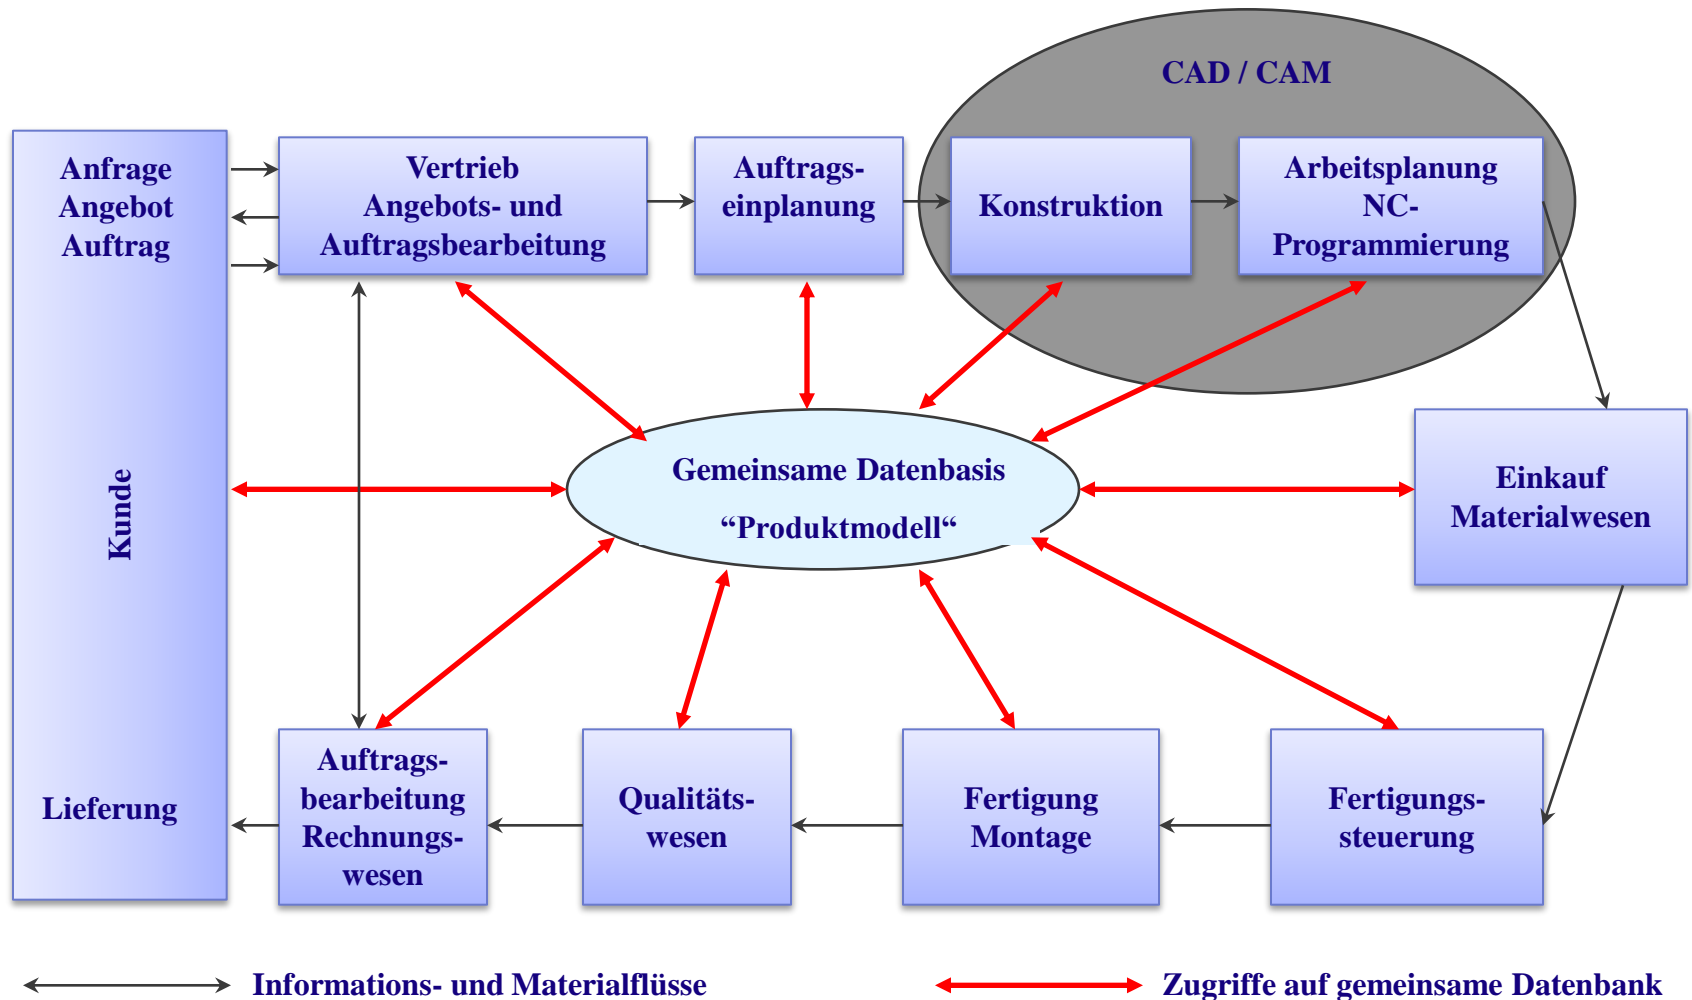 CAD / CAM
Anfrage
Angebot
Auftrag
Vertrieb
Angebots- und
Auftragsbearbeitung
Auftrags-
einplanung
Konstruktion
Arbeitsplanung
NC-
Programmierung
Kunde
Gemeinsame Datenbasis
“Produktmodell“
Einkauf
Materialwesen
Lieferung
Auftrags-
bearbeitung
Rechnungs-
wesen
Qualitäts-
wesen
Fertigung
Montage
Fertigungs-
steuerung
Informations- und Materialflüsse
Zugriffe auf gemeinsame Datenbank